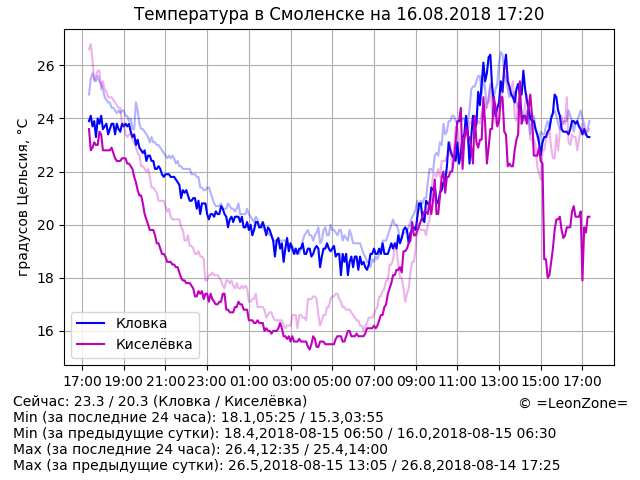 Температура в Смоленске на 16.08.2018 17:20
градусов Цельсия, °C
26
24
22
20
18
16
Кловка
Киселёвка
17:00 19:00 21:00 23:00 01:00 03:00 05:00 07:00 09:00 11:00 13:00 15:00 17:00
Сейчас: 23.3 / 20.3 (Кловка / Киселёвка)
© =LeonZone=
Min (за последние 24 часа): 18.1,05:25 / 15.3,03:55
Min (за предыдущие сутки): 18.4,2018-08-15 06:50 / 16.0,2018-08-15 06:30
Max (за последние 24 часа): 26.4,12:35 / 25.4,14:00
Max (за предыдущие сутки): 26.5,2018-08-15 13:05 / 26.8,2018-08-14 17:25